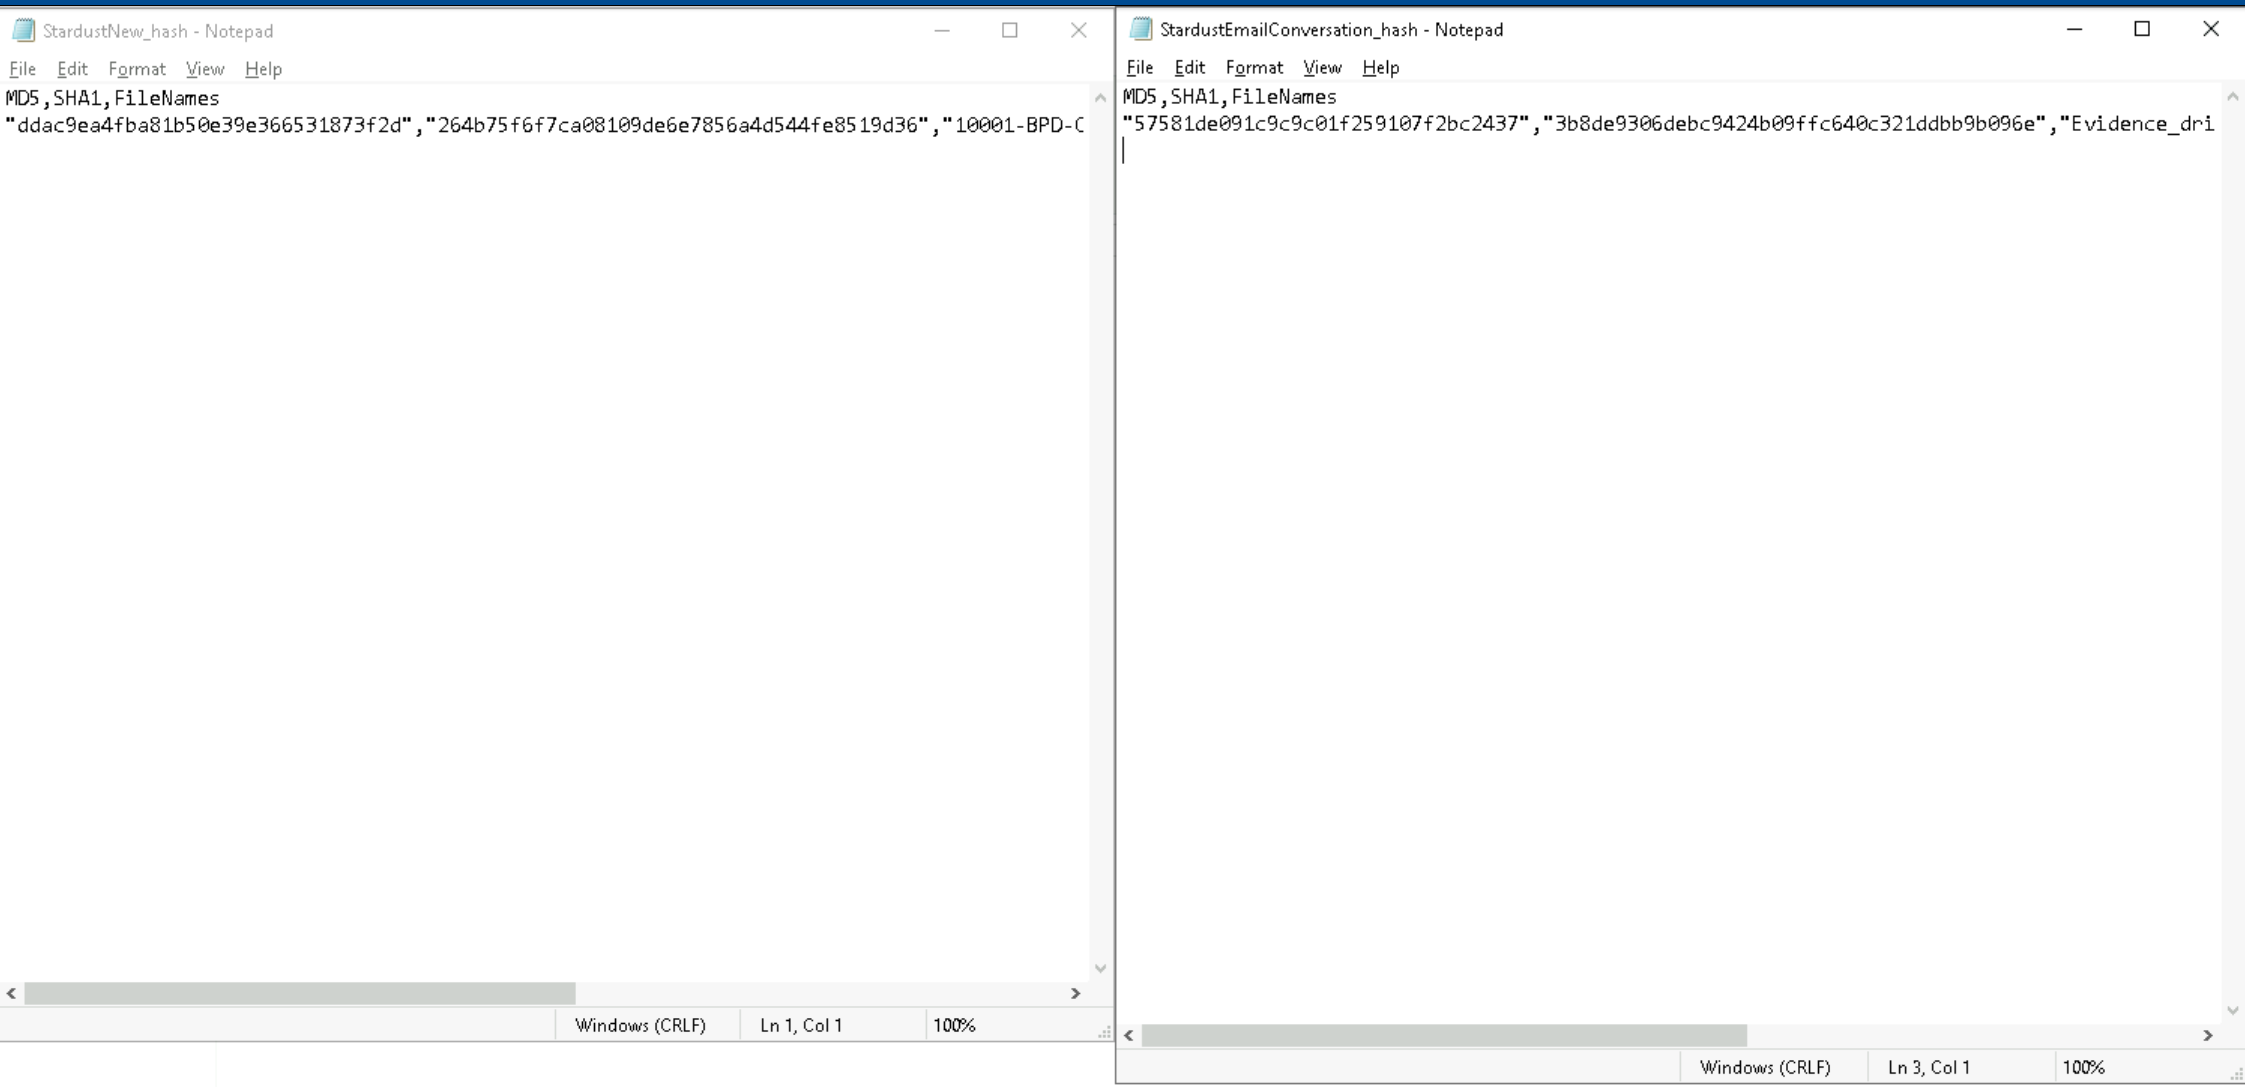 StardustNew_hash - Notepad
File Edit Format View Help
MD5,SHA1,FileNames
"ddac9ea4fba81b50e39e366531873f2d","264b75f6f7ca08109de6e7856a4d544fe8519d36","10001-BPD-C
Windows (CRLF) Ln 1, Col 1 100%
StardustEmailConversation_hash - Notepad
File Edit Format View Help
MD5,SHA1,FileNames
"57581de091c9c9c01f259107f2bc2437","3b8de9306debc9424b09ffc640c321ddbb9b096e","Evidence_dri
Windows (CRLF) Ln 3, Col 1 100%